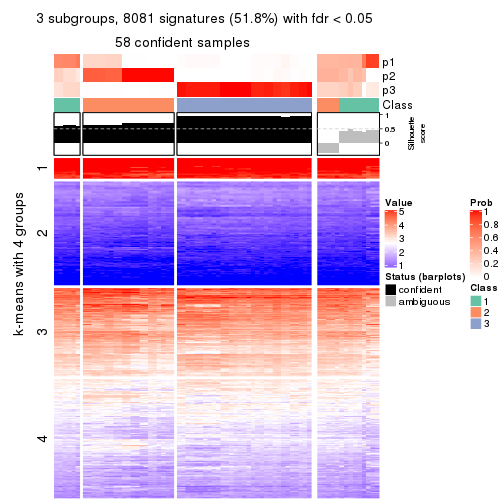 3 subgroups, 8081 signatures (51.8%) with fdr < 0.05
58 confident samples
p1
p2
p3
Class
1
0.5
0
Silhouette
score
k-means with 4 groups
1
2
3
4
Value
5
4
3
2
1
Status (barplots)
confident
ambiguous
Prob
1
0.8
0.6
0.4
0.2
0
Class
1
2
3